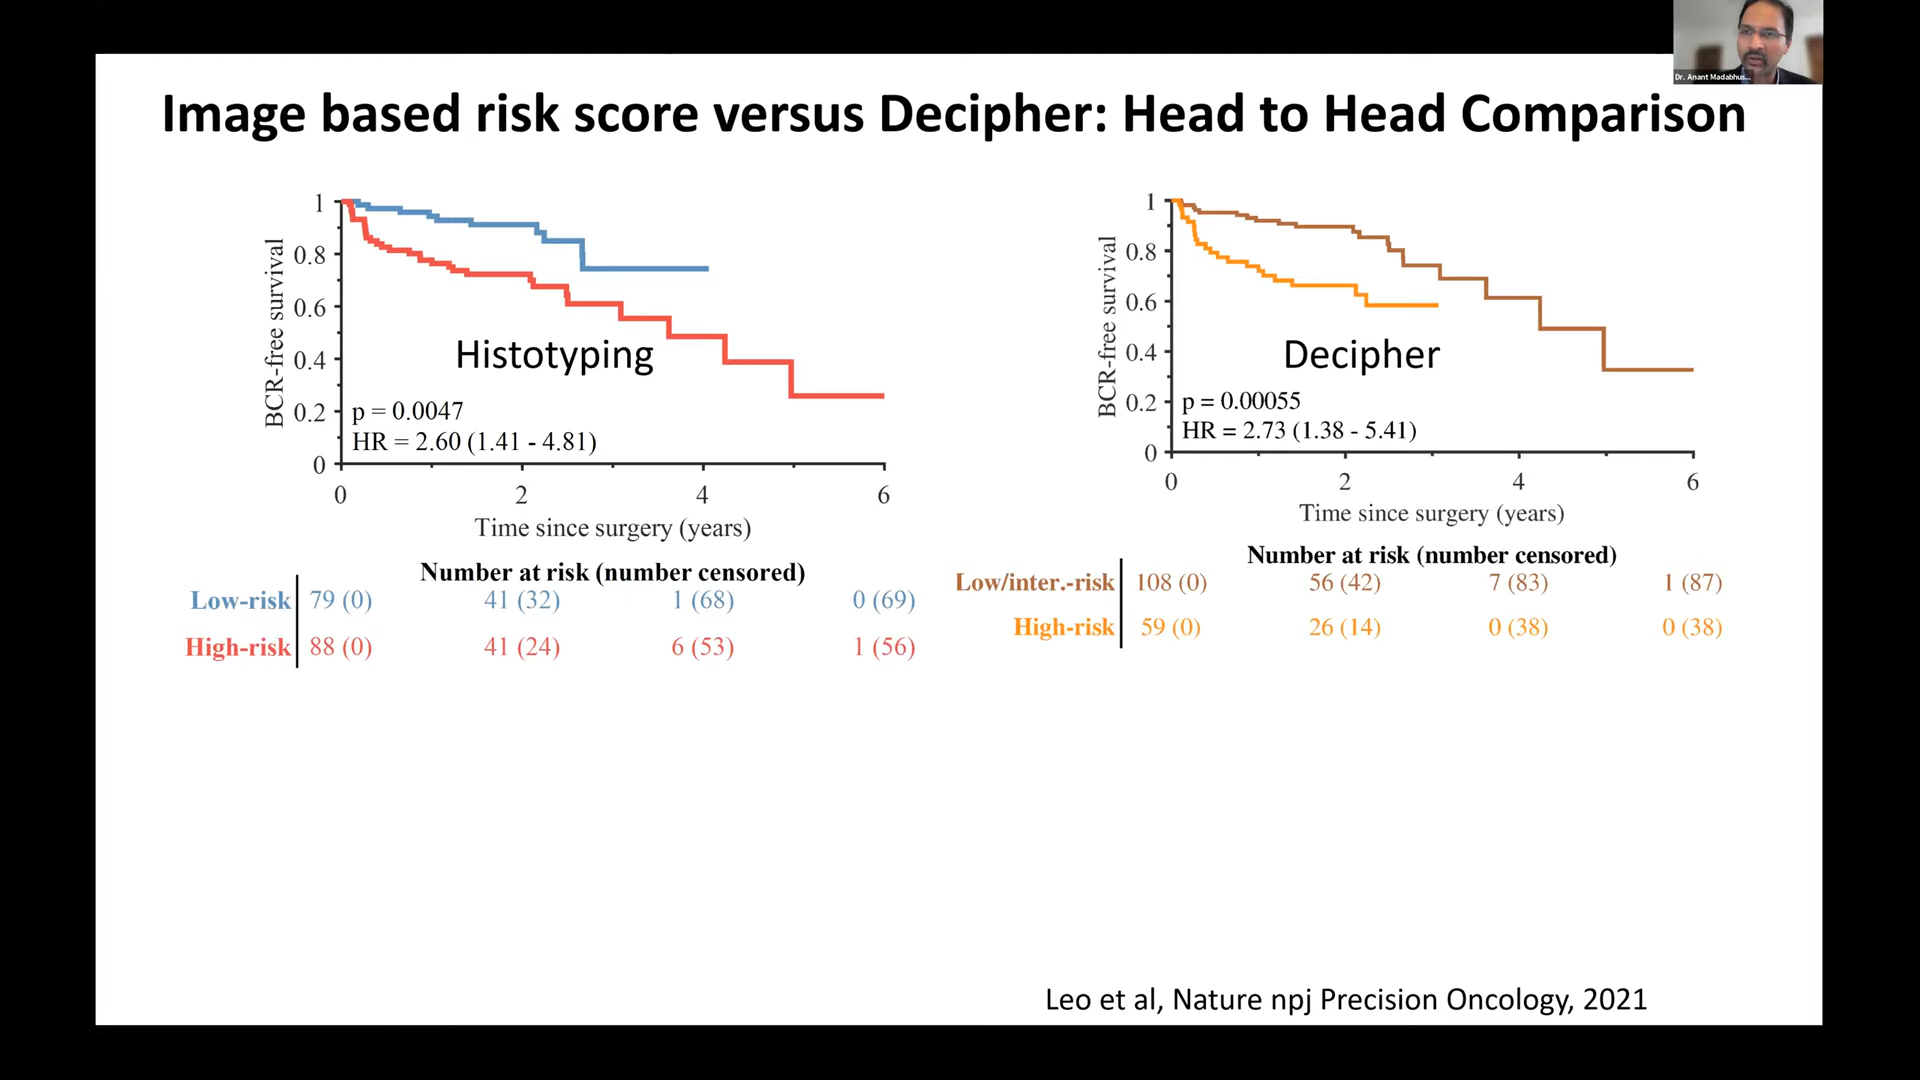 Dr. Anant Madabhus...
Image based risk score versus Decipher: Head to Head Comparison
BCR-free survival
1
0.8
0.6
0.4
0.2
0
Histotyping
p = 0.0047
HR = 2.60 (1.41 - 4.81)
0 2 4 6
Time since surgery (years)
Number at risk (number censored)
Low-risk 79 (0) 41 (32) 1 (68) 0 (69)
High-risk 88 (0) 41 (24) 6 (53) 1 (56)
BCR-free survival
1
0.8
0.6
0.4
0.2
0
Decipher
p = 0.00055
HR = 2.73 (1.38 - 5.41)
0 2 4 6
Time since surgery (years)
Number at risk (number censored)
Low/inter.-risk 108 (0) 56 (42) 7 (83) 1 (87)
High-risk 59 (0) 26 (14) 0 (38) 0 (38)
Leo et al, Nature npj Precision Oncology, 2021